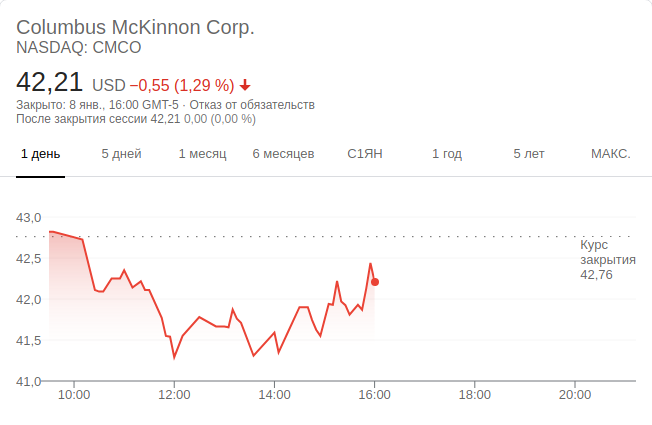 Columbus McKinnon Corp.
NASDAQ: CMCO
42,21 USD −0,55 (1,29 %)
Закрыто: 8 янв., 16:00 GMT-5 · Отказ от обязательств
После закрытия сессии 42,21 0,00 (0,00 %)
1 день 5 дней 1 месяц 6 месяцев С1ЯН 1 год 5 лет МАКС.
43,0
Курс
закрытия
42,76
42,5
42,0
41,5
41,0
10:00 12:00 14:00 16:00 18:00 20:00